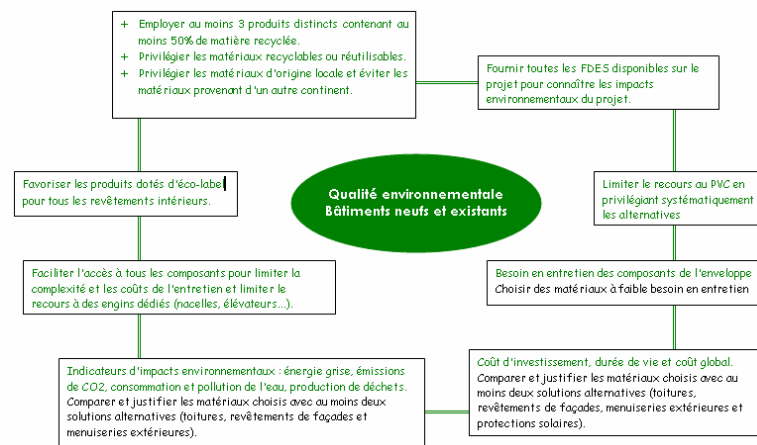 + Employer au moins 3 produits distincts contenant au
moins 50% de matière recyclée.
+ Privilégier les matériaux recyclables ou réutilisables.
+ Privilégier les matériaux d'origine locale et éviter les
matériaux provenant d'un autre continent.
Fournir toutes les FDES disponibles sur le
projet pour connaître les impacts
environnementaux du projet.
Favoriser les produits dotés d'éco-label
pour tous les revêtements intérieurs.
Qualité environnementale
Bâtiments neufs et existants
Limiter le recours au PVC en
privilégiant systématiquement
les alternatives
Faciliter l'accès à tous les composants pour limiter la
complexité et les coûts de l'entretien et limiter le
recours à des engins dédiés (nacelles, élévateurs...).
Besoin en entretien des composants de l'enveloppe
Choisir des matériaux à faible besoin en entretien
Indicateurs d'impacts environnementaux : énergie grise, émissions
de CO2, consommation et pollution de l'eau, production de déchets.
Comparer et justifier les matériaux choisis avec au moins deux
solutions alternatives (toitures, revêtements de façades et
menuiseries extérieures).
Coût d'investissement, durée de vie et coût global.
Comparer et justifier les matériaux choisis avec au
moins deux solutions alternatives (toitures,
revêtements de façades, menuiseries extérieures et
protections solaires).